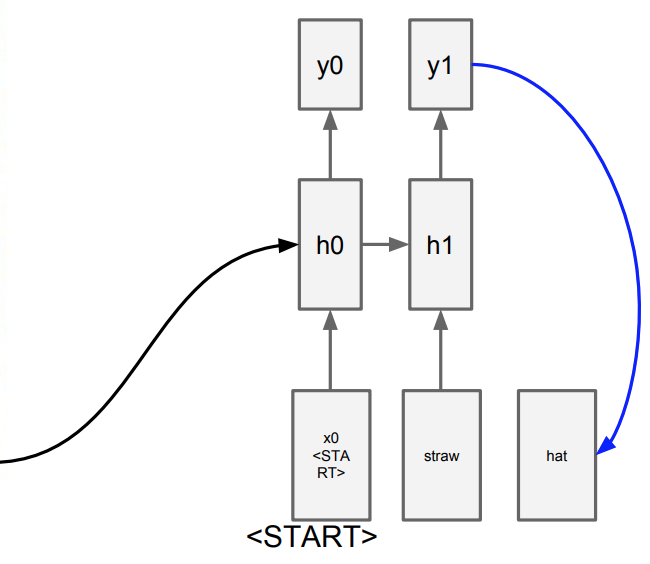 y0
y1
h0
h1
x0
<STA
RT>
straw
hat
<START>